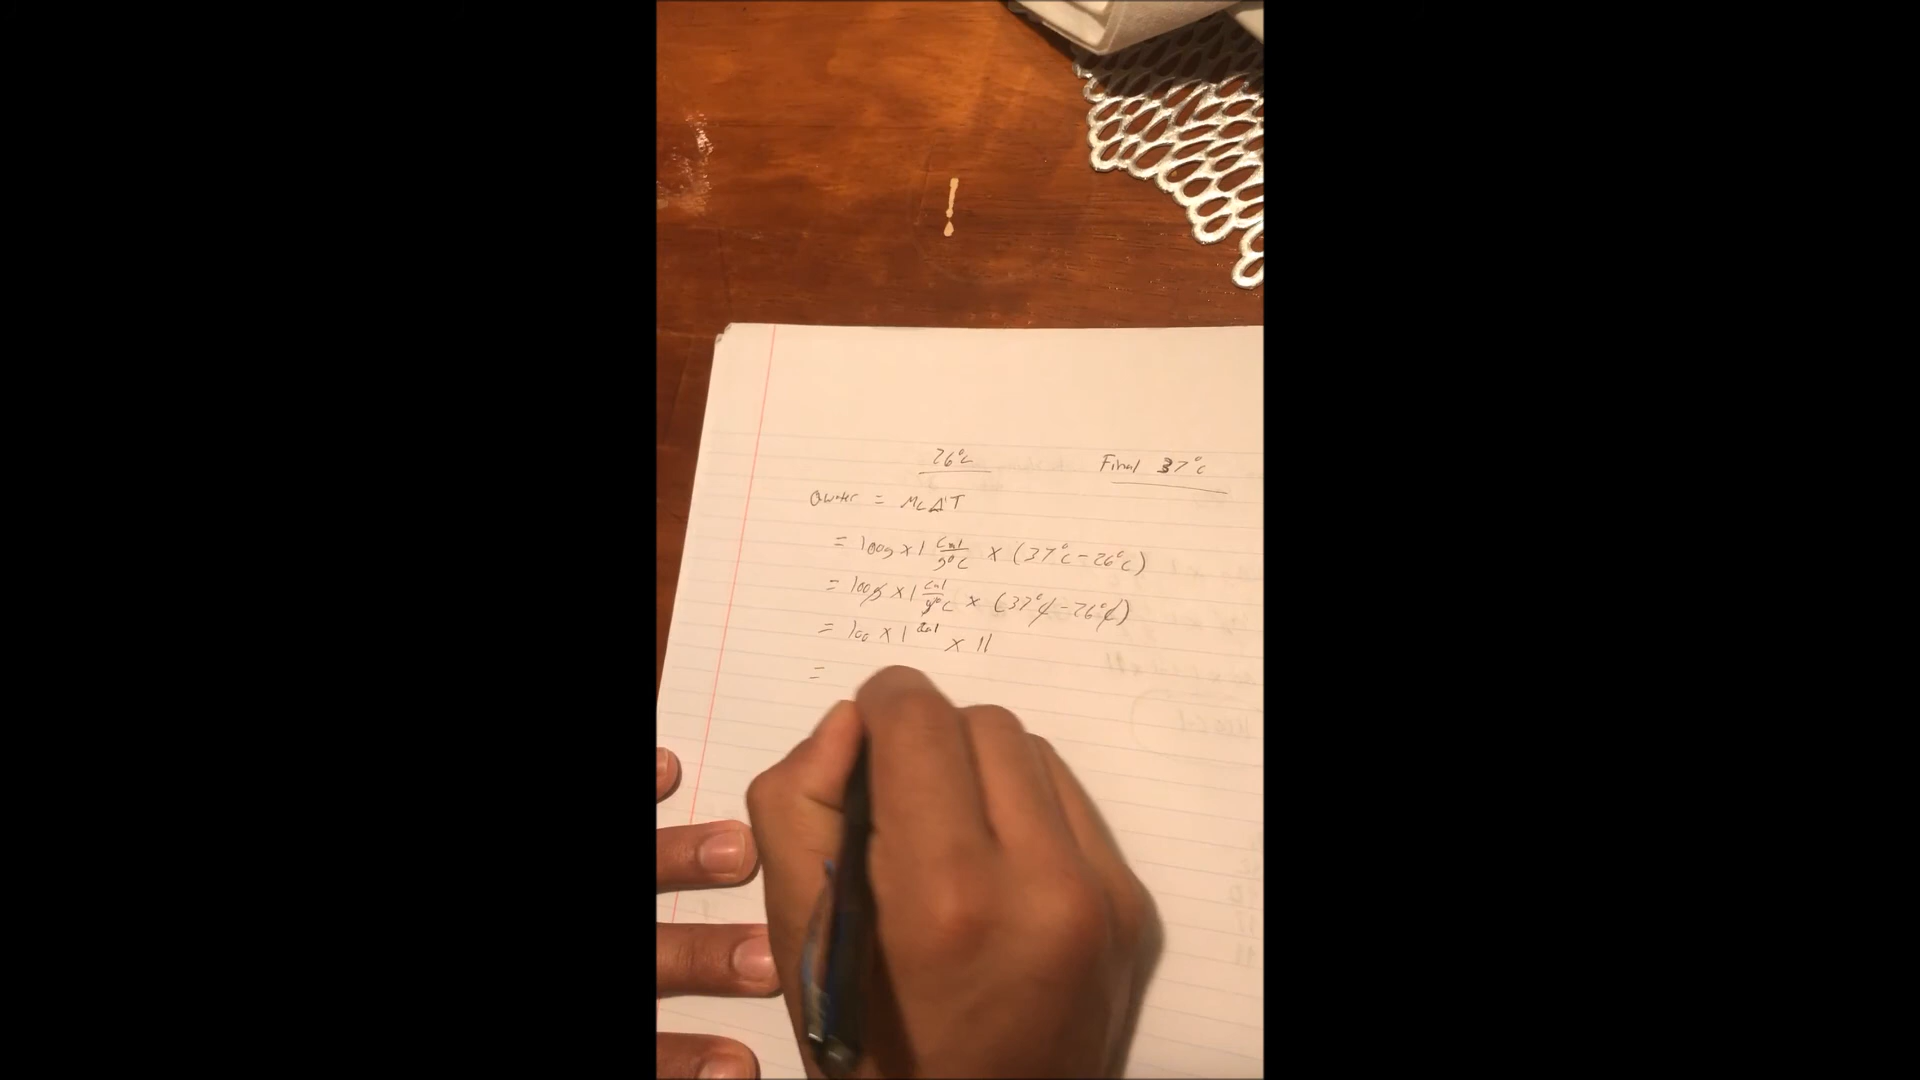 26°C Final 37°C
Qwater = McΔT
= 100g x 1 Cal/g°C x (37°C - 26°C)
= 100g x 1 Cal/g°C x (37°C - 26°C)
= 100 x 1 Cal x 11
=